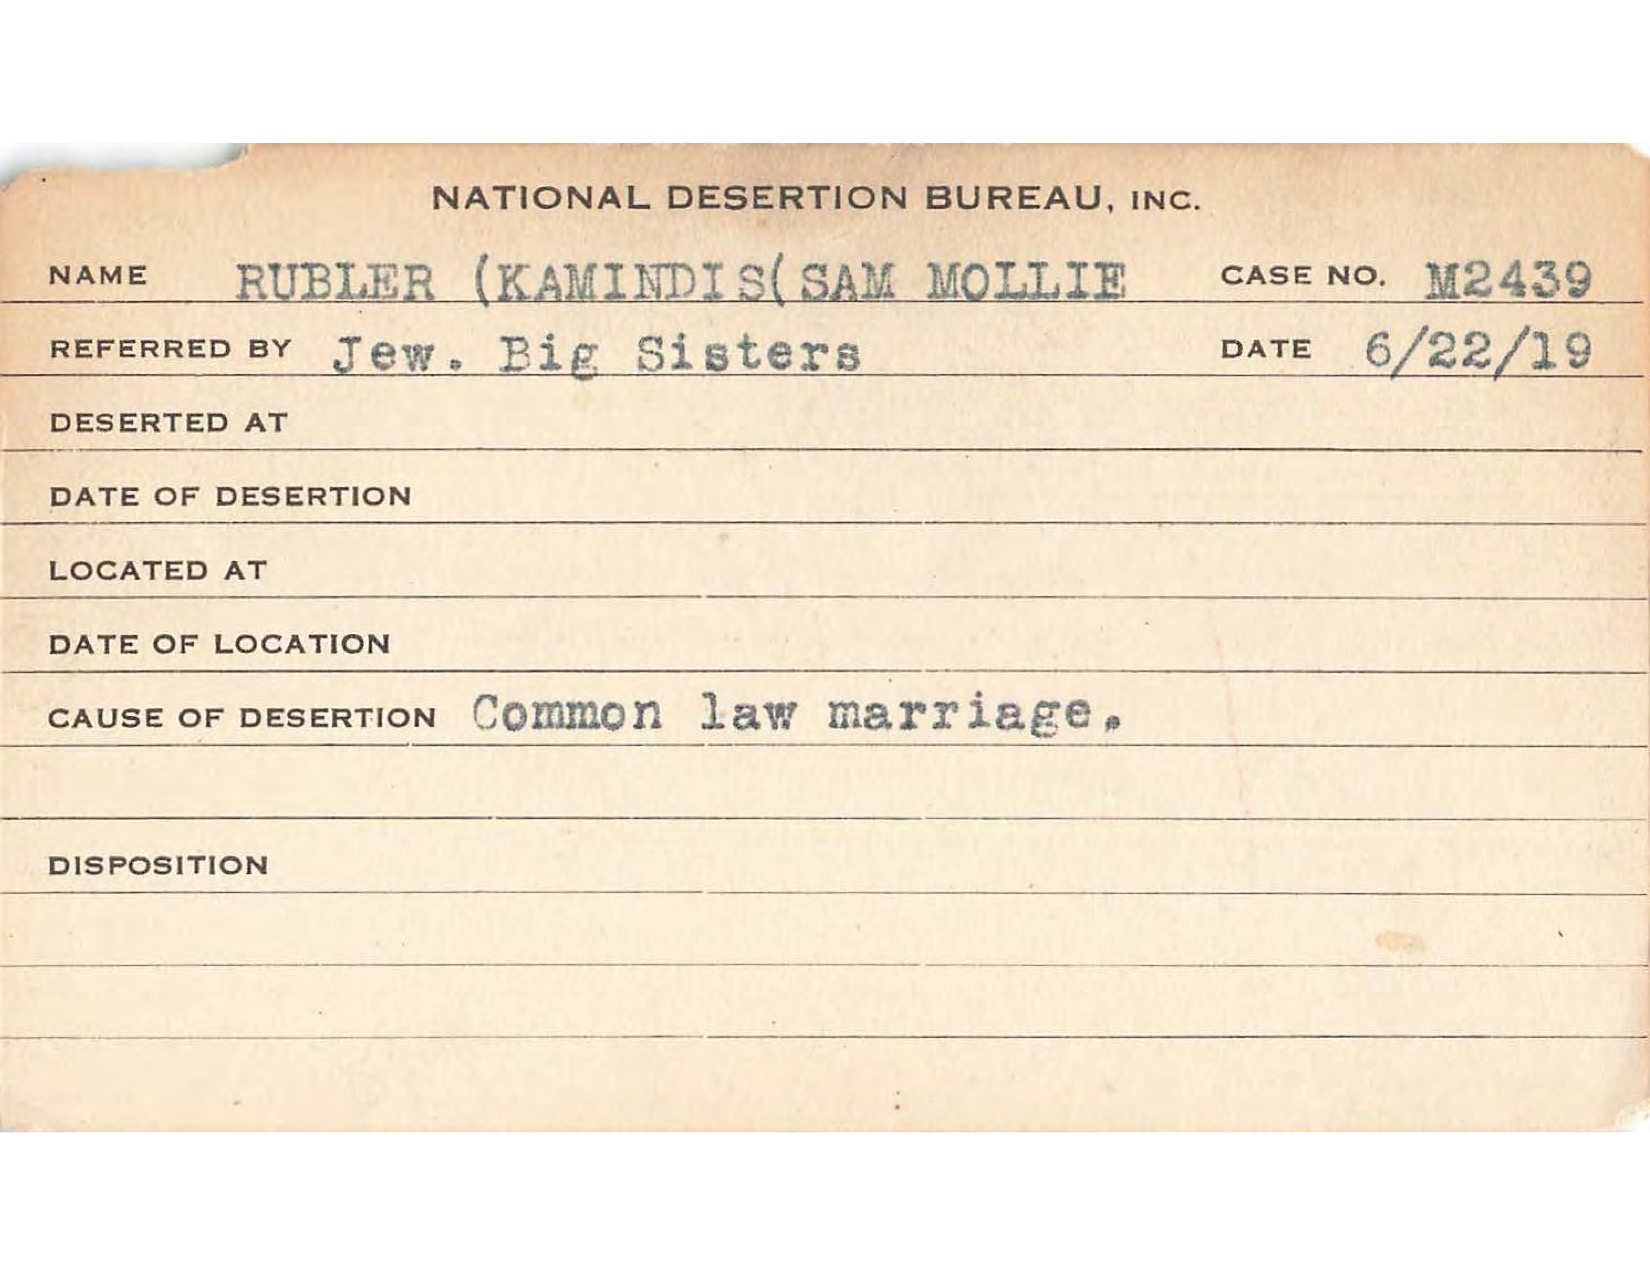 NATIONAL DESERTION BUREAU, INC.
NAME RUBLER (KAMINDIS( SAM MOLLIE CASE NO. M2439
REFERRED BY Jew. Big Sisters DATE 6/22/19
DESERTED AT
DATE OF DESERTION
LOCATED AT
DATE OF LOCATION
CAUSE OF DESERTION Common law marriage.
DISPOSITION